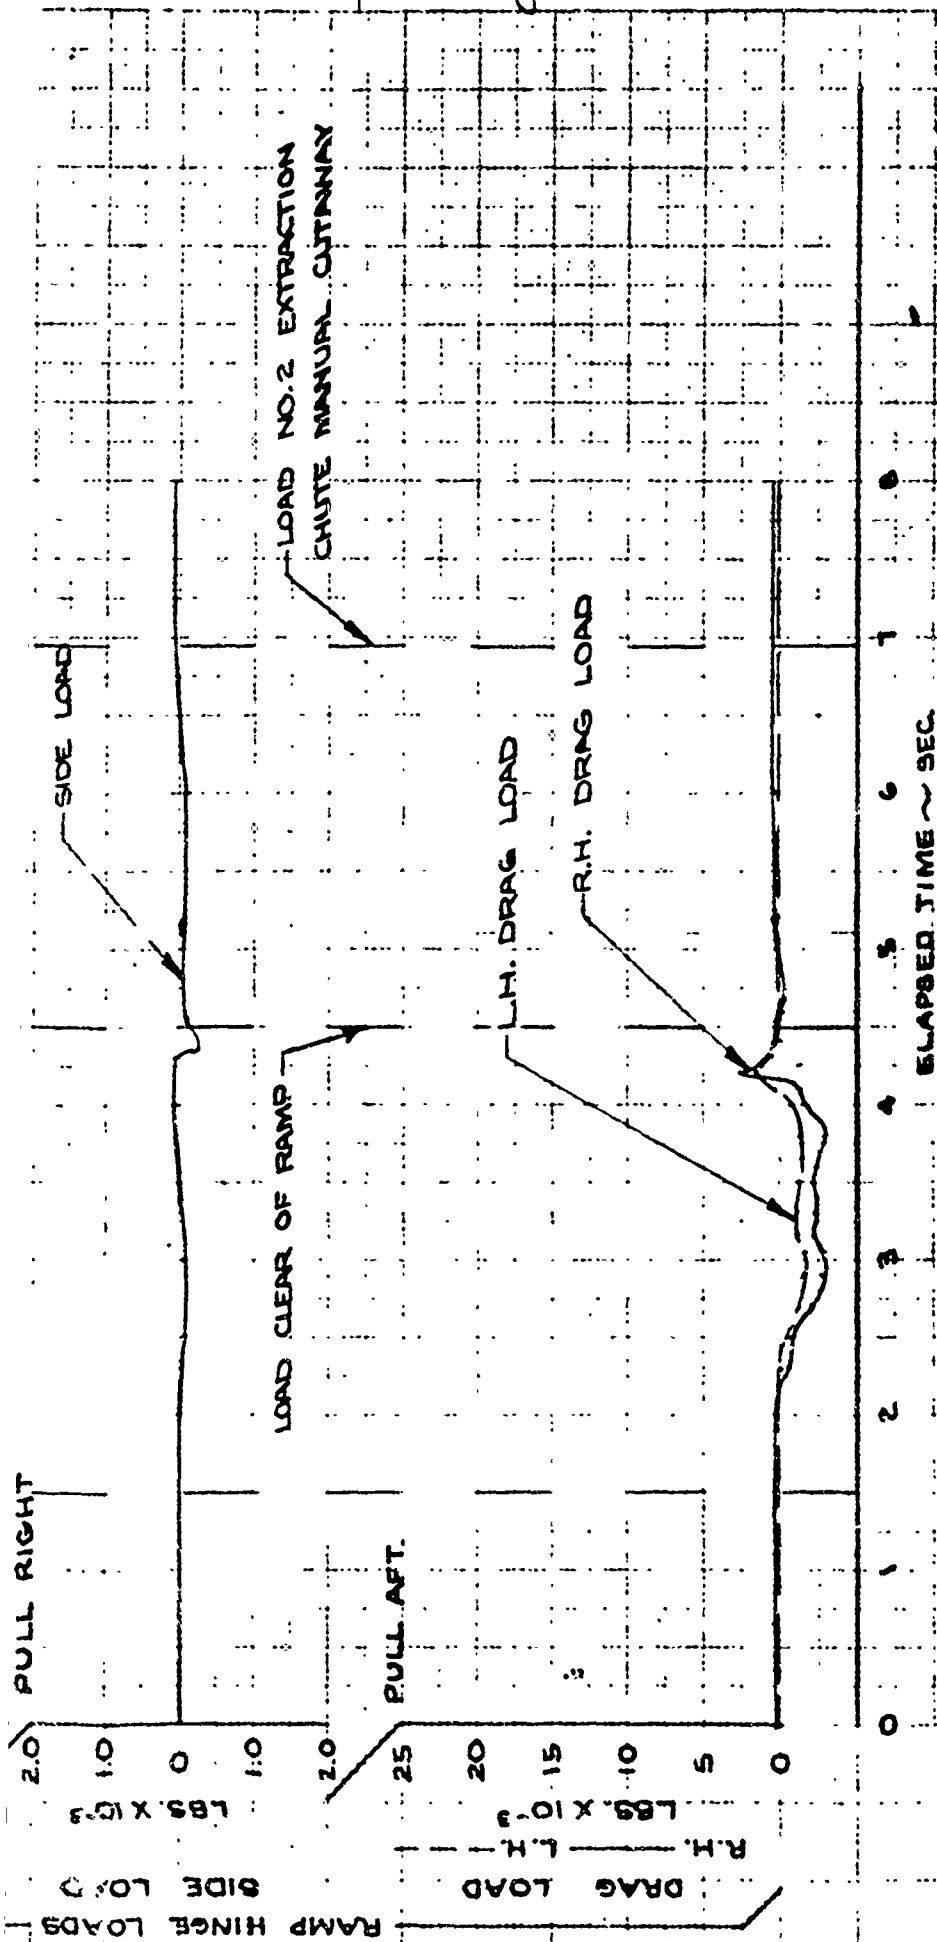 RAMP HINGE LOADS
SIDE LOAD
LBS. X 10⁻³
2.0
1.0
0
1.0
2.0
PULL RIGHT
SIDE LOAD
LOAD NO. 2 EXTRACTION
CHUTE MANUAL CUTAWAY
LOAD CLEAR OF RAMP
DRAG LOAD
R.H. L.H.
LBS. X 10⁻³
25
20
15
10
5
0
PULL AFT.
L.H. DRAG LOAD
R.H. DRAG LOAD
0 1 2 3 4 5 6 7 8
ELAPSED TIME ~ SEC.